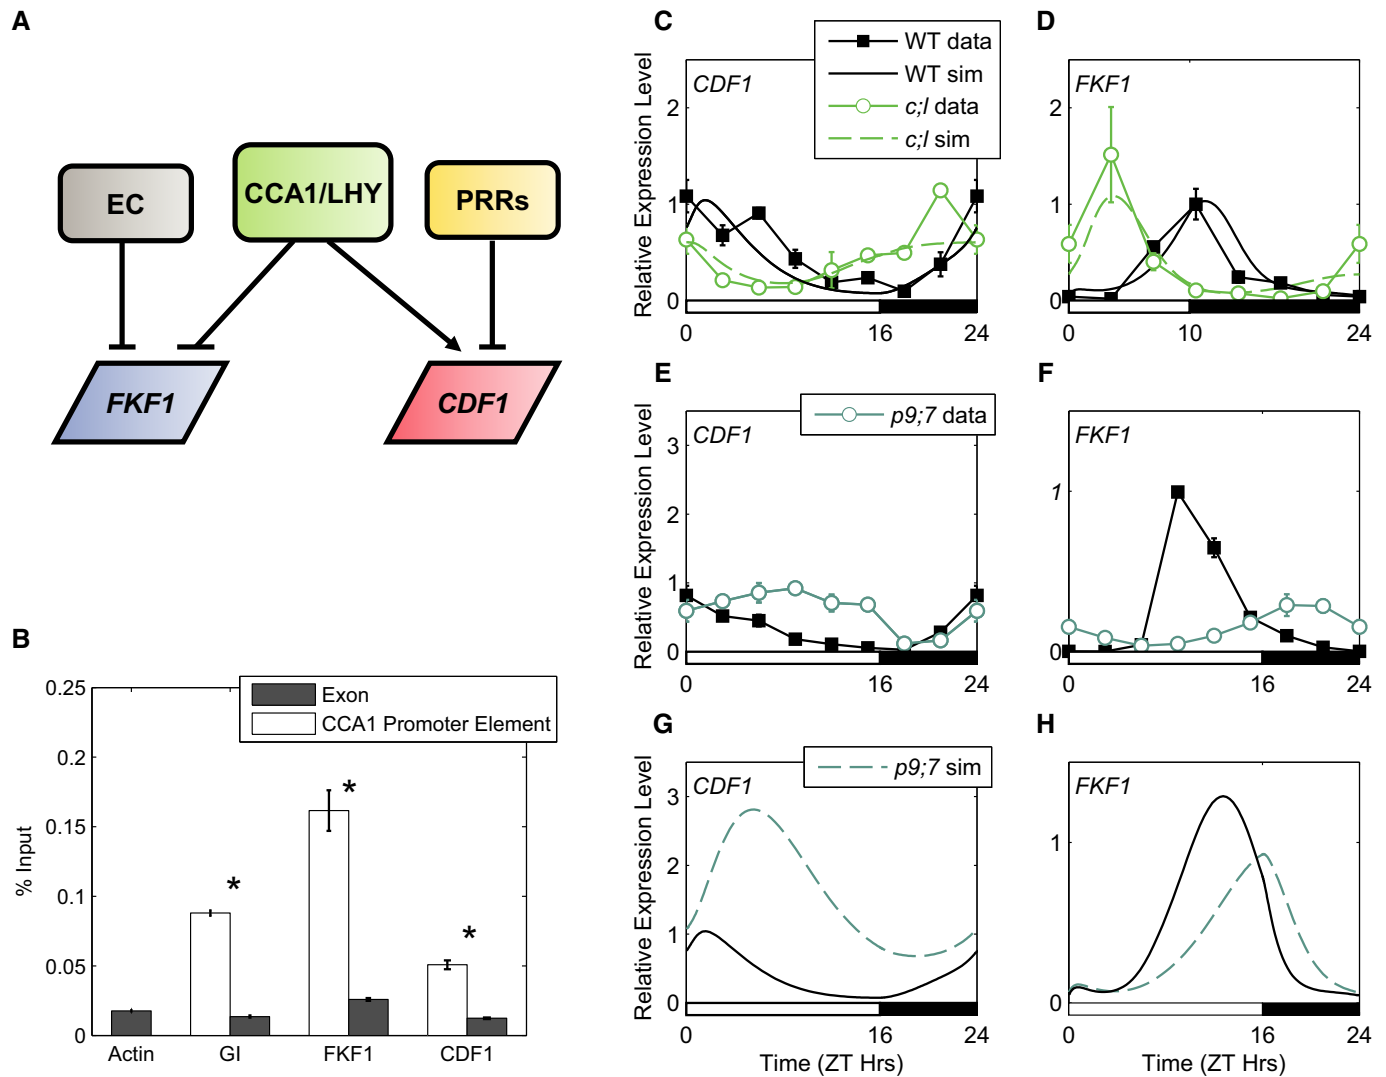 A
EC
CCA1/LHY
PRRs
FKF1
CDF1
B
0.25
0.2
0.15
0.1
0.05
0
% Input
Exon
CCA1 Promoter Element
*
*
*
Actin
GI
FKF1
CDF1
C
WT data
WT sim
c;l data
c;l sim
CDF1
Relative Expression Level
2
1
0
0
16
24
D
FKF1
2
1
0
0
10
24
E
p9;7 data
CDF1
Relative Expression Level
3
2
1
0
0
16
24
F
FKF1
1
0
0
16
24
G
p9;7 sim
CDF1
Relative Expression Level
3
2
1
0
0
16
24
Time (ZT Hrs)
H
FKF1
1
0
0
16
24
Time (ZT Hrs)